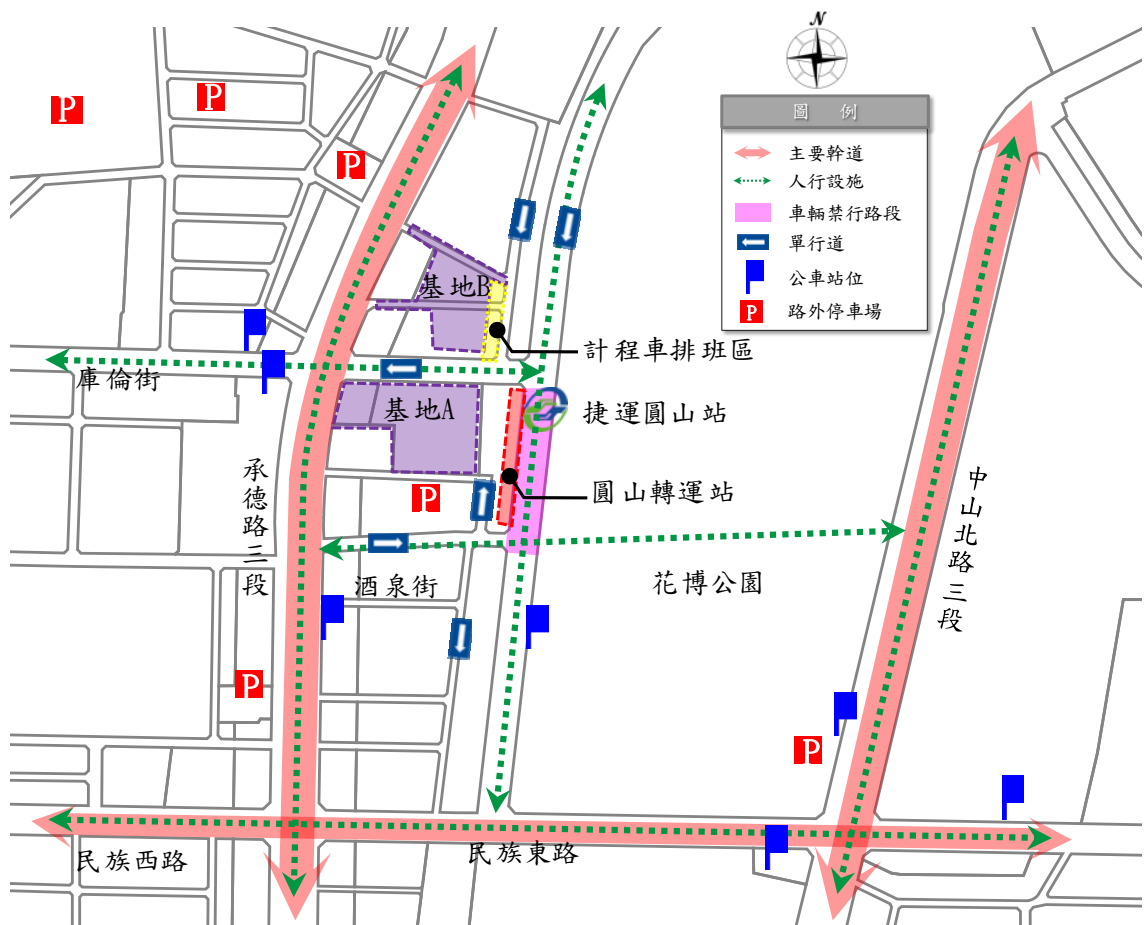 N
圖 例
主要幹道
人行設施
車輛禁行路段
單行道
公車站位
P 路外停車場
P
P
P
基地B
計程車排班區
庫倫街
基地A
捷運圓山站
承德路三段
P
圓山轉運站
中山北路三段
酒泉街
花博公園
P
P
民族西路
民族東路